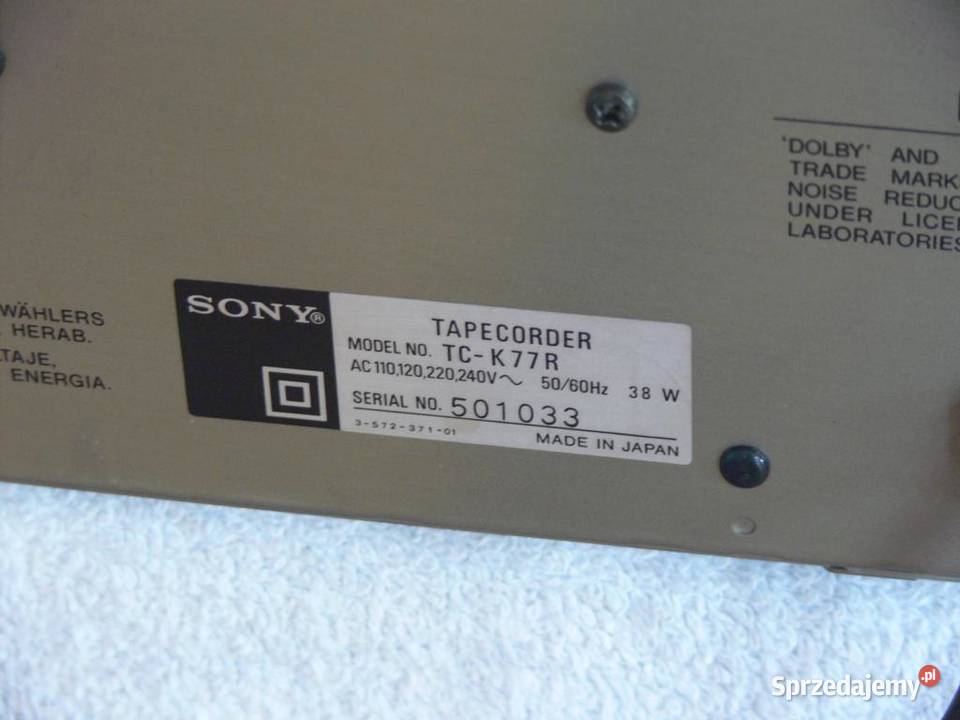 'DOLBY' AND
TRADE MARK
NOISE REDUC
UNDER LICE
LABORATORIES
WÄHLERS
HERAB.
TAJE,
ENERGIA.
SONY®
TAPECORDER
MODEL NO. TC-K77R
AC 110,120,220,240V～ 50/60Hz 38 W
SERIAL NO. 501033
3-572-371-01
MADE IN JAPAN
Sprzedajemy.pl